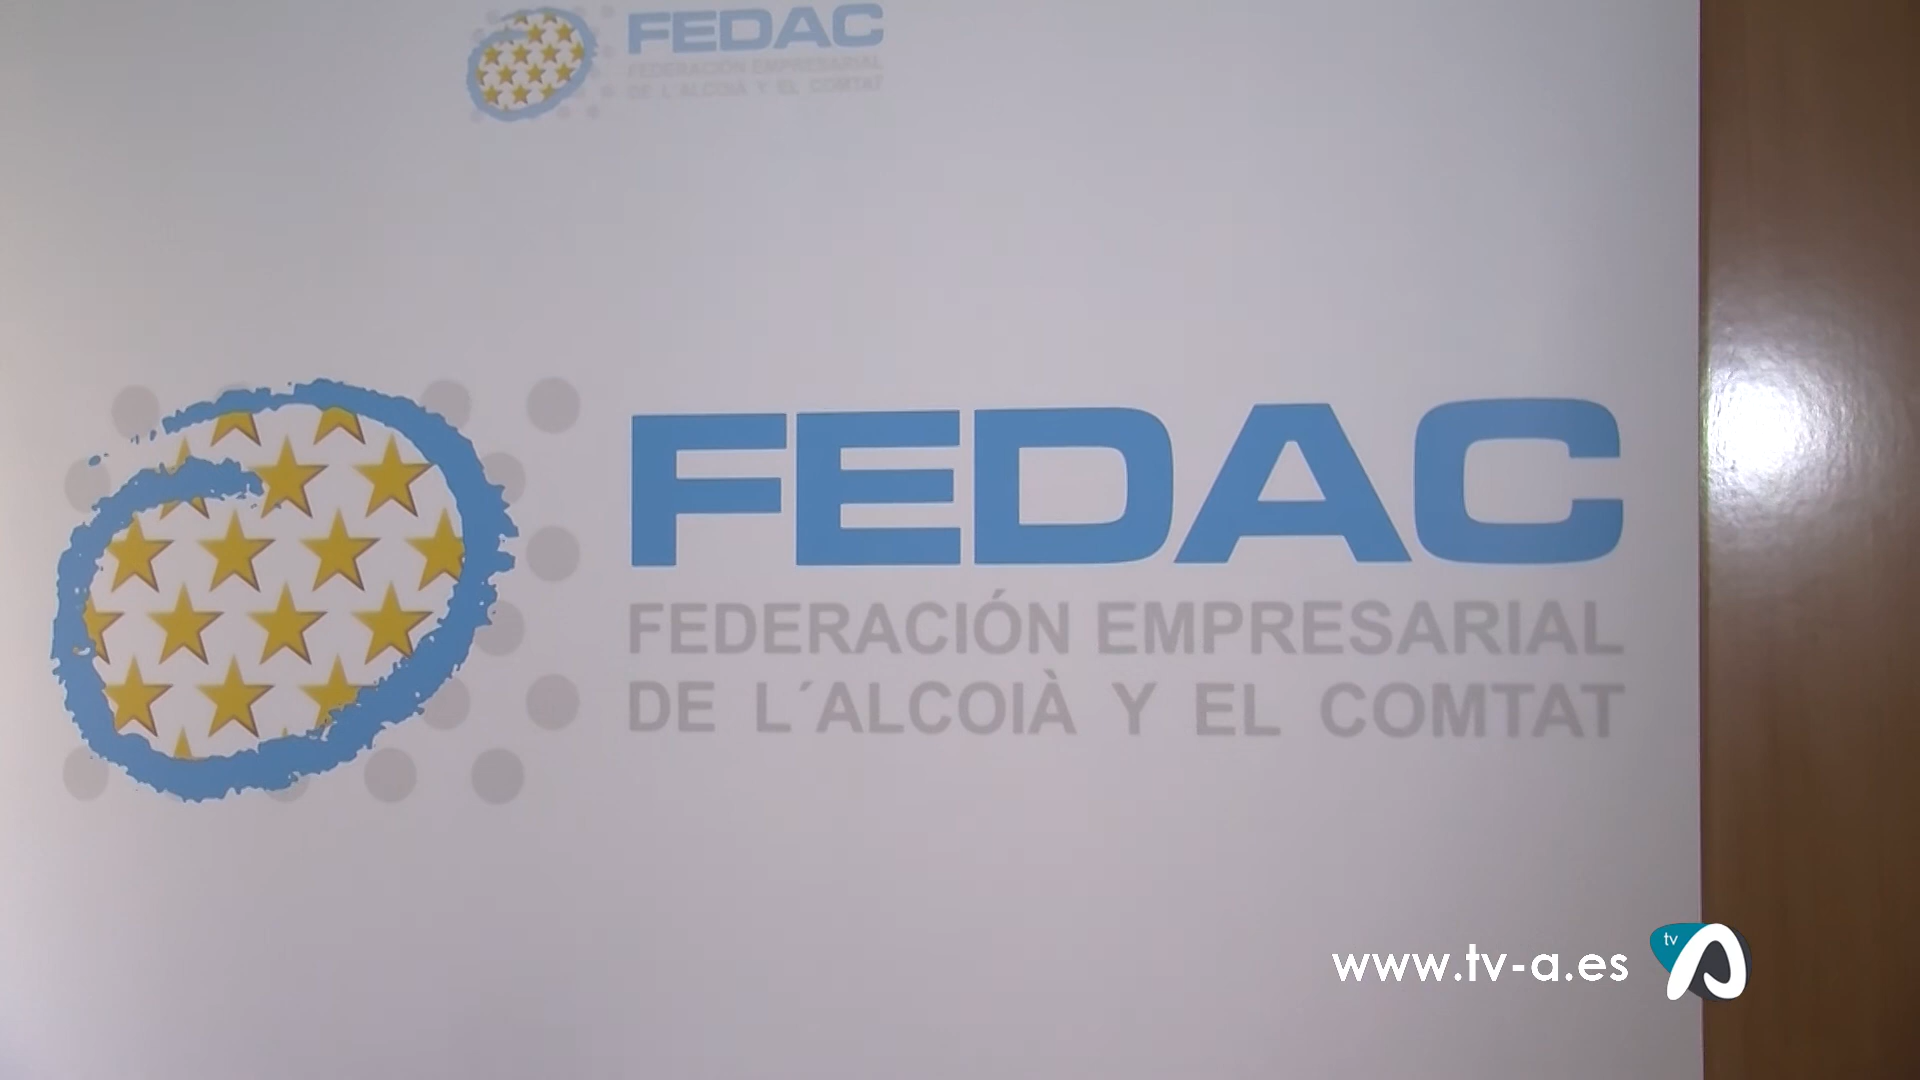 FEDAC
FEDERACIÓN EMPRESARIAL
DE L´ALCOIÀ Y EL COMTAT
FEDAC
FEDERACIÓN EMPRESARIAL
DE L´ALCOIÀ Y EL COMTAT
www.tv-a.es
tv